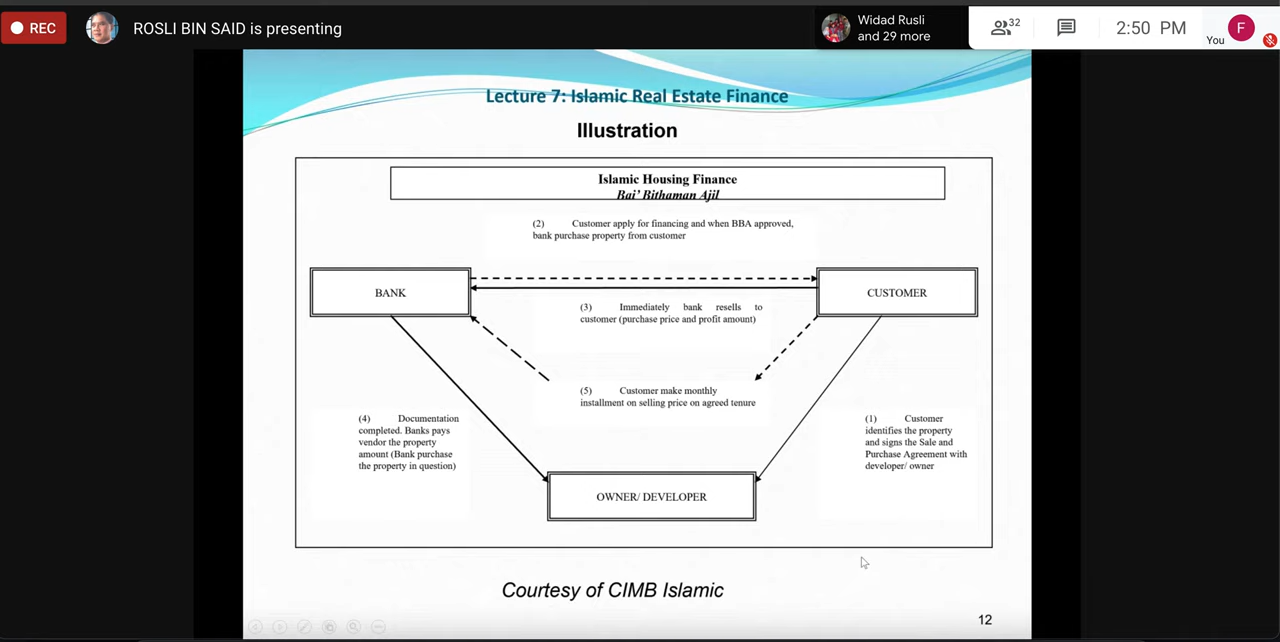 REC
ROSLI BIN SAID is presenting
Widad Rusli
and 29 more
32
2:50 PM
You
F
Lecture 7: Islamic Real Estate Finance
Illustration
Islamic Housing Finance
Bai' Bithaman Ajil
(2) Customer apply for financing and when BBA approved,
bank purchase property from customer
BANK
CUSTOMER
(3) Immediately bank resells to
customer (purchase price and profit amount)
(5) Customer make monthly
installment on selling price on agreed tenure
(4) Documentation
completed. Banks pays
vendor the property
amount (Bank purchase
the property in question)
(1) Customer
identifies the property
and signs the Sale and
Purchase Agreement with
developer/ owner
OWNER/ DEVELOPER
Courtesy of CIMB Islamic
12